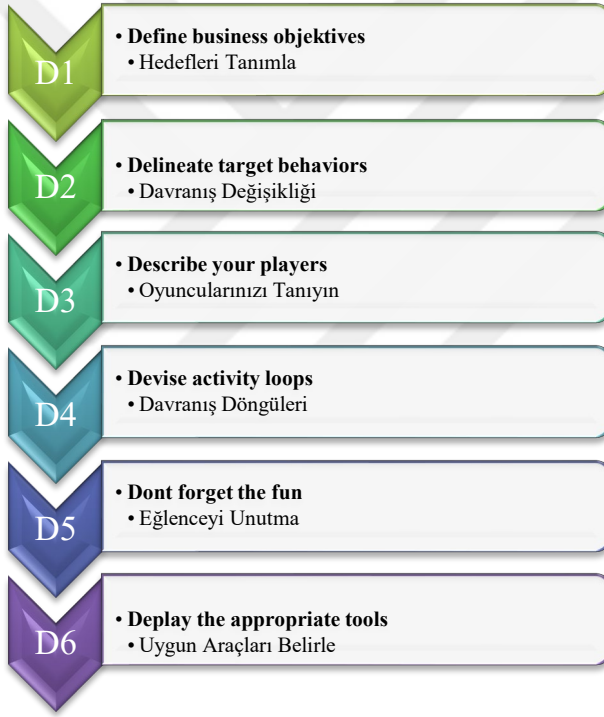 D1
• Define business objektives
• Hedefleri Tanımla
D2
• Delineate target behaviors
• Davranış Değişikliği
D3
• Describe your players
• Oyuncularınızı Tanıyın
D4
• Devise activity loops
• Davranış Döngüleri
D5
• Dont forget the fun
• Eğlenceyi Unutma
D6
• Deplay the appropriate tools
• Uygun Araçları Belirle